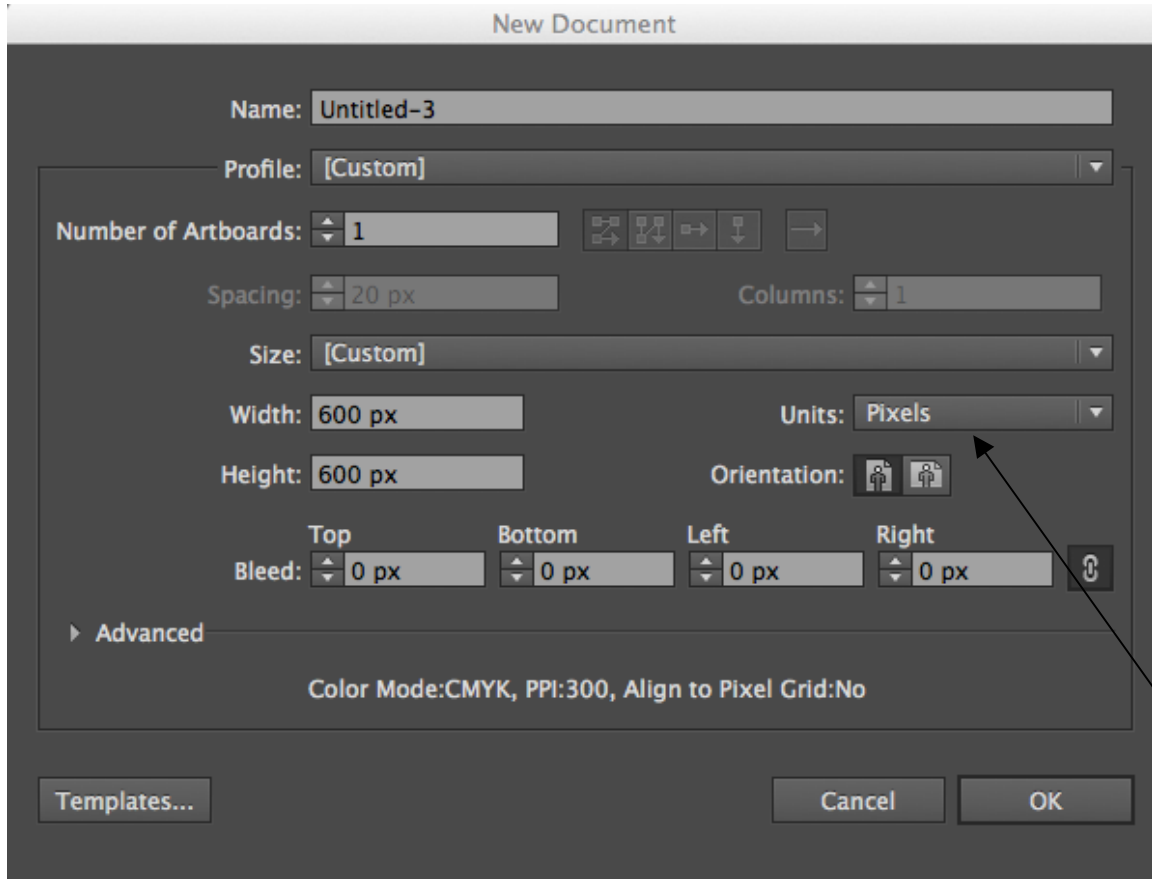 New Document
Name: Untitled-3
Profile: [Custom]
Number of Artboards: 1
Spacing: 20 px Columns: 1
Size: [Custom]
Width: 600 px Units: Pixels
Height: 600 px Orientation:
Top Bottom Left Right
Bleed: 0 px 0 px 0 px 0 px
Advanced
Color Mode:CMYK, PPI:300, Align to Pixel Grid:No
Templates... Cancel OK